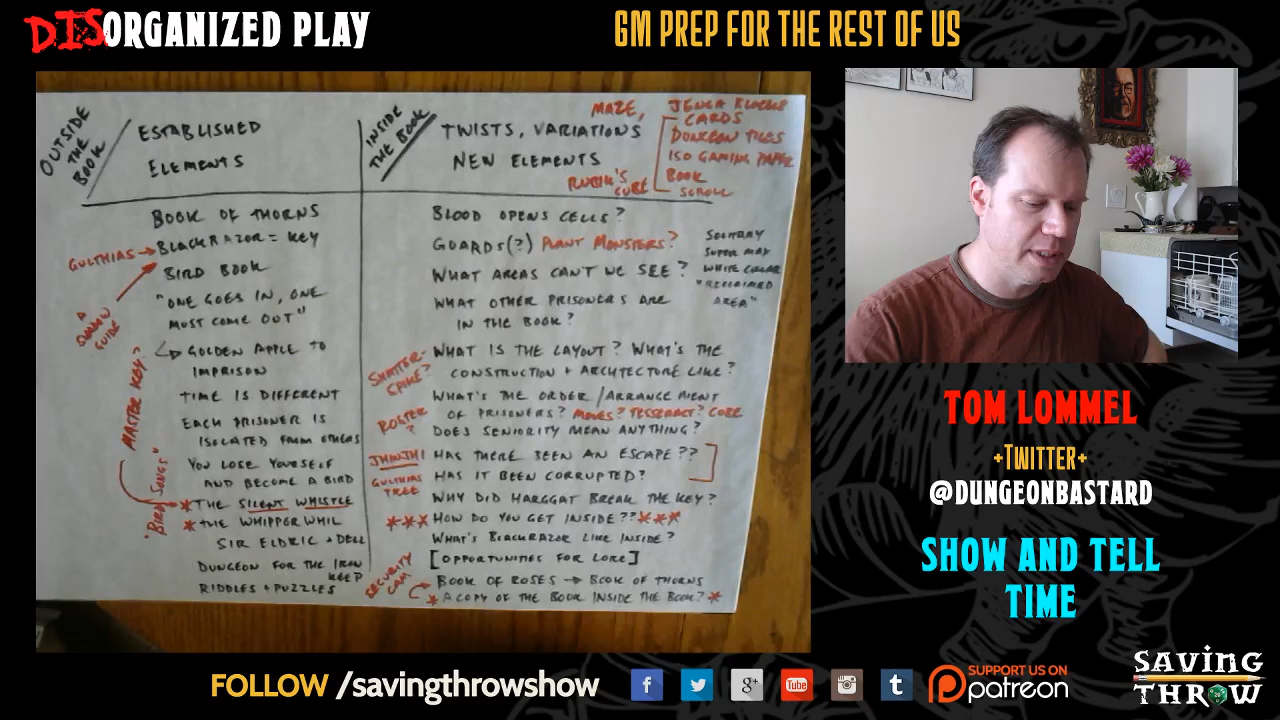 DISORGANIZED PLAY
GM PREP FOR THE REST OF US
OUTSIDE THE BOOK
ESTABLISHED
ELEMENTS
INSIDE THE BOOK
TWISTS, VARIATIONS
NEW ELEMENTS
MAZE,
RUBIK'S CUBE
JENGA BLOCKS
CARDS
DUNGEON TILES
ISO GAMING PAPER
BOOK
SCROLL
BOOK OF THORNS
GULTHIAS → BLACKRAZOR = KEY
BIRD BOOK
A SHADOW GUIDE
"ONE GOES IN, ONE
MUST COME OUT"
GOLDEN APPLE TO
IMPRISON
TIME IS DIFFERENT
EACH PRISONER IS
ISOLATED FROM OTHERS
MASTER KEY?
YOU LOSE YOURSELF
AND BECOME A BIRD
"BIRD SONGS"
* THE SILENT WHISTLE
* THE WHIPPER WHIL
SIR ELDRIC + DELL
DUNGEON FOR THE IRON
KEEP
RIDDLES + PUZZLES
BLOOD OPENS CELLS?
GUARDS(?) PLANT MONSTERS?
WHAT AREAS CAN'T WE SEE?
SOLITARY
SUPER MAX
WHITE COLLAR
"RECLAIMED
AREA"
WHAT OTHER PRISONERS ARE
IN THE BOOK?
SHATTER-
SPIKE?
WHAT IS THE LAYOUT? WHAT'S THE
CONSTRUCTION + ARCHITECTURE LIKE?
WHAT'S THE ORDER / ARRANGEMENT
OF PRISONERS? MOVES? TESSERACT? CUBE
ROSTER?
DOES SENIORITY MEAN ANYTHING?
HAS THERE BEEN AN ESCAPE??
HAS IT BEEN CORRUPTED?
GULTHIAS
TREE
WHY DID HARGGAT BREAK THE KEY?
*** HOW DO YOU GET INSIDE?? ***
WHAT'S BLACKRAZOR LIKE INSIDE?
[OPPORTUNITIES FOR LORE]
SECURITY CAM
BOOK OF ROSES → BOOK OF THORNS
* A COPY OF THE BOOK INSIDE THE BOOK? *
TOM LOMMEL
+TWITTER+
@DUNGEONBASTARD
SHOW AND TELL
TIME
FOLLOW /savingthrowshow
f
g+
You Tube
t
SUPPORT US ON
patreon
SAVING
THROW